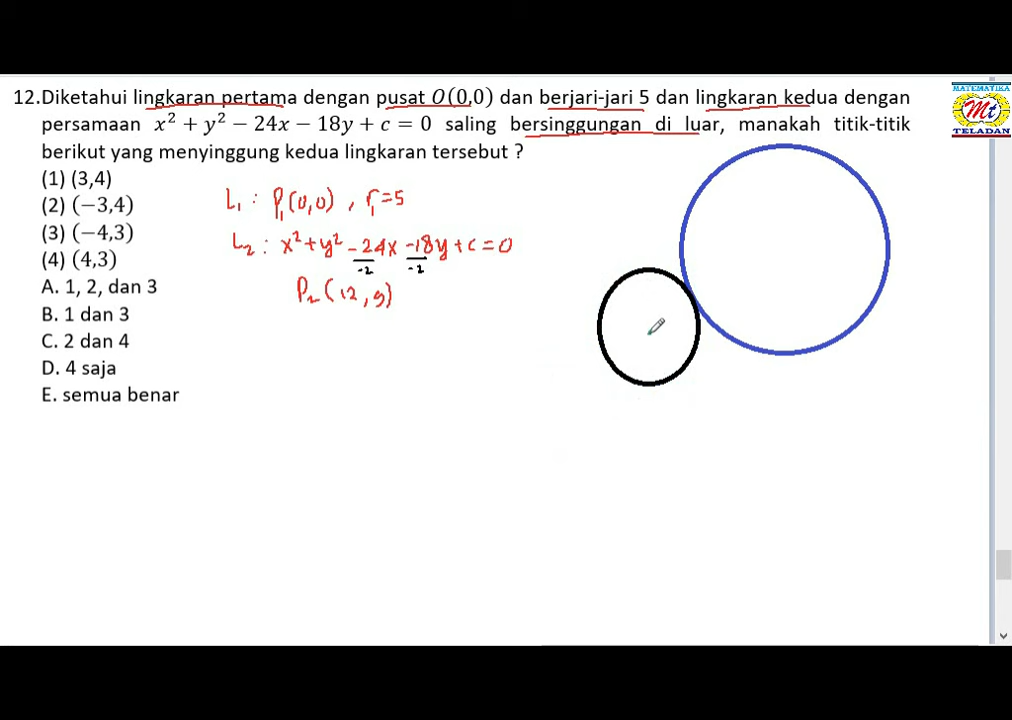 12.Diketahui lingkaran pertama dengan pusat O(0,0) dan berjari-jari 5 dan lingkaran kedua dengan
persamaan x² + y² − 24x − 18y + c = 0 saling bersinggungan di luar, manakah titik-titik
berikut yang menyinggung kedua lingkaran tersebut ?
(1) (3,4)
(2) (−3,4)
(3) (−4,3)
(4) (4,3)
A. 1, 2, dan 3
B. 1 dan 3
C. 2 dan 4
D. 4 saja
E. semua benar
L₁ : P₁(0,0) , r₁=5
L₂ : x²+y² -24x -18y +c=0
-2 -2
P₂(12,9)
MATEMATIKA
Mt
TELADAN